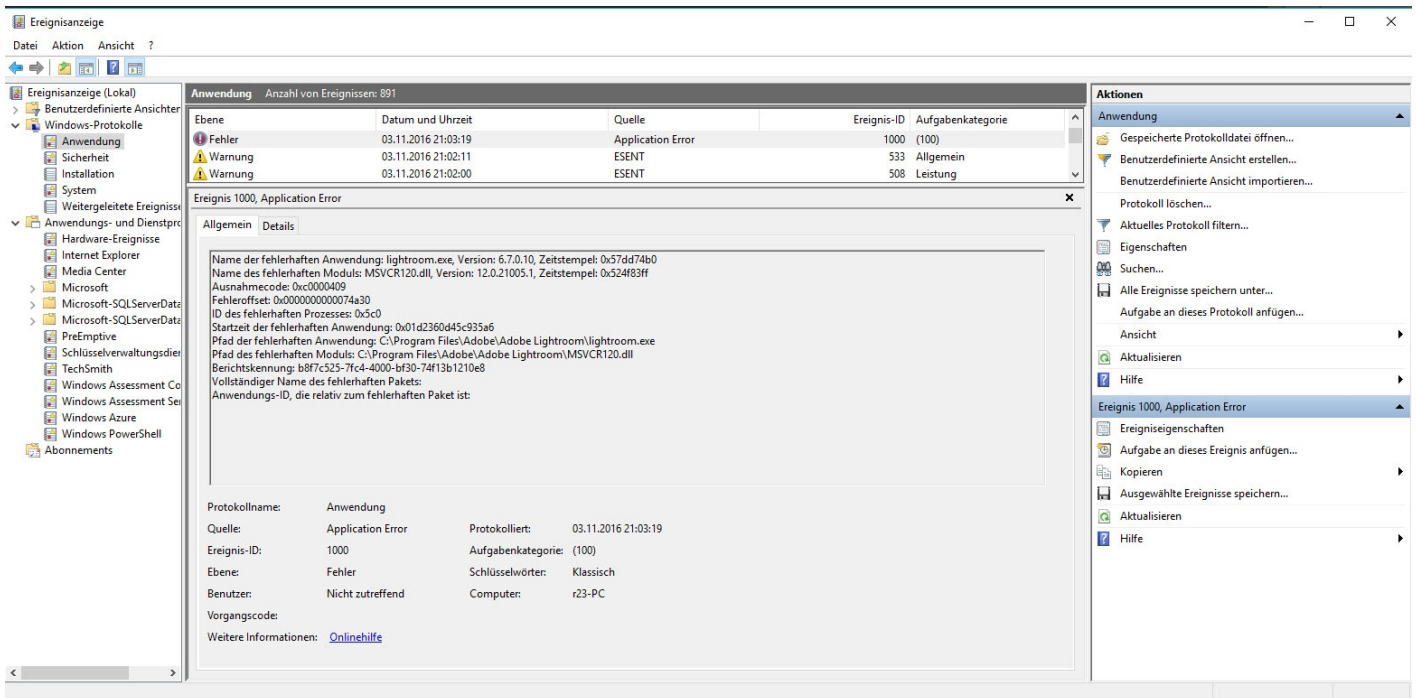 Ereignisanzeige
Datei Aktion Ansicht ?
Ereignisanzeige (Lokal)
Benutzerdefinierte Ansichten
Windows-Protokolle
Anwendung
Sicherheit
Installation
System
Weitergeleitete Ereignisse
Anwendungs- und Dienstpro
Hardware-Ereignisse
Internet Explorer
Media Center
Microsoft
Microsoft-SQLServerData
Microsoft-SQLServerData
PreEmptive
Schlüsselverwaltungsdien
TechSmith
Windows Assessment Co
Windows Assessment Ser
Windows Azure
Windows PowerShell
Abonnements
Anwendung Anzahl von Ereignissen: 891
Ebene Datum und Uhrzeit Quelle Ereignis-ID Aufgabenkategorie
Fehler 03.11.2016 21:03:19 Application Error 1000 (100)
Warnung 03.11.2016 21:02:11 ESENT 533 Allgemein
Warnung 03.11.2016 21:02:00 ESENT 508 Leistung
Ereignis 1000, Application Error
Allgemein Details
Name der fehlerhaften Anwendung: lightroom.exe, Version: 6.7.0.10, Zeitstempel: 0x57dd74b0
Name des fehlerhaften Moduls: MSVCR120.dll, Version: 12.0.21005.1, Zeitstempel: 0x524f83ff
Ausnahmecode: 0xc0000409
Fehleroffset: 0x0000000000074a30
ID des fehlerhaften Prozesses: 0x5c0
Startzeit der fehlerhaften Anwendung: 0x01d2360d45c935a6
Pfad der fehlerhaften Anwendung: C:\Program Files\Adobe\Adobe Lightroom\lightroom.exe
Pfad des fehlerhaften Moduls: C:\Program Files\Adobe\Adobe Lightroom\MSVCR120.dll
Berichtskennung: b8f7c525-7fc4-4000-bf30-74f13b1210e8
Vollständiger Name des fehlerhaften Pakets:
Anwendungs-ID, die relativ zum fehlerhaften Paket ist:
Protokollname: Anwendung
Quelle: Application Error Protokolliert: 03.11.2016 21:03:19
Ereignis-ID: 1000 Aufgabenkategorie: (100)
Ebene: Fehler Schlüsselwörter: Klassisch
Benutzer: Nicht zutreffend Computer: r23-PC
Vorgangscode:
Weitere Informationen: Onlinehilfe
Aktionen
Anwendung
Gespeicherte Protokolldatei öffnen...
Benutzerdefinierte Ansicht erstellen...
Benutzerdefinierte Ansicht importieren...
Protokoll löschen...
Aktuelles Protokoll filtern...
Eigenschaften
Suchen...
Alle Ereignisse speichern unter...
Aufgabe an dieses Protokoll anfügen...
Ansicht
Aktualisieren
Hilfe
Ereignis 1000, Application Error
Ereigniseigenschaften
Aufgabe an dieses Ereignis anfügen...
Kopieren
Ausgewählte Ereignisse speichern...
Aktualisieren
Hilfe